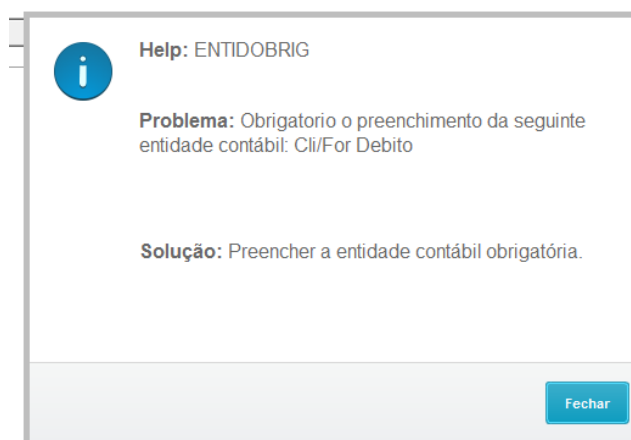 Help: ENTIDOBRIG
Problema: Obrigatorio o preenchimento da seguinte
entidade contábil: Cli/For Debito
Solução: Preencher a entidade contábil obrigatória.
Fechar